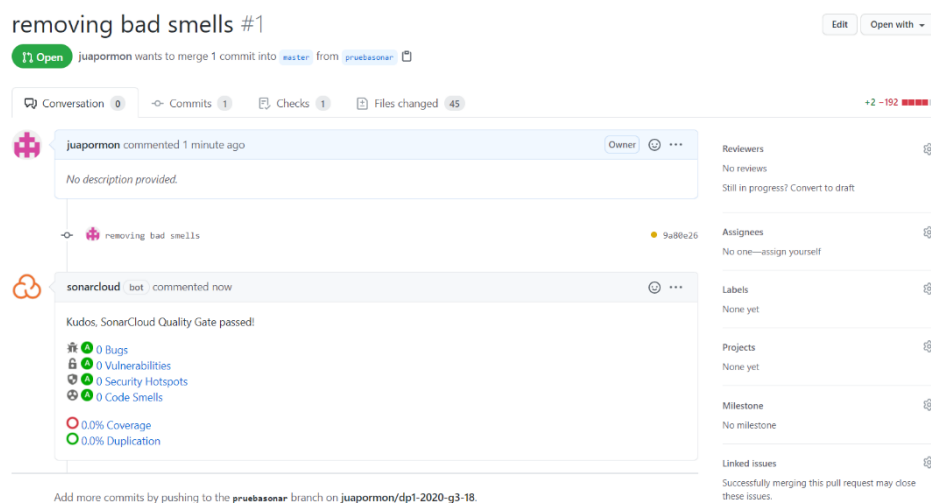 removing bad smells #1
Edit
Open with
Open
juapormon wants to merge 1 commit into master from pruebasonar
Conversation 0
Commits 1
Checks 1
Files changed 45
+2 −192
juapormon commented 1 minute ago
Owner
No description provided.
removing bad smells
9a80e26
sonarcloud bot commented now
Kudos, SonarCloud Quality Gate passed!
A 0 Bugs
A 0 Vulnerabilities
A 0 Security Hotspots
A 0 Code Smells
0.0% Coverage
0.0% Duplication
Add more commits by pushing to the pruebasonar branch on juapormon/dp1-2020-g3-18.
Reviewers
No reviews
Still in progress? Convert to draft
Assignees
No one—assign yourself
Labels
None yet
Projects
None yet
Milestone
No milestone
Linked issues
Successfully merging this pull request may close
these issues.